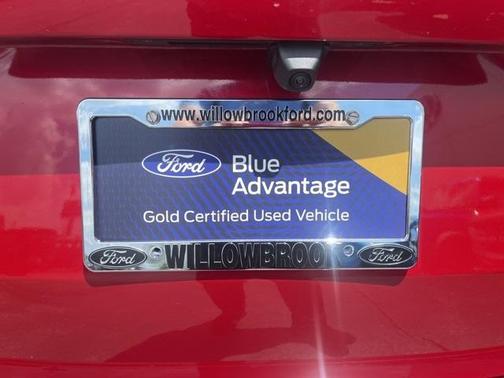 www.willowbrookford.com
Ford
Blue
Advantage
Gold Certified Used Vehicle
Ford WILLOWBROOK Ford